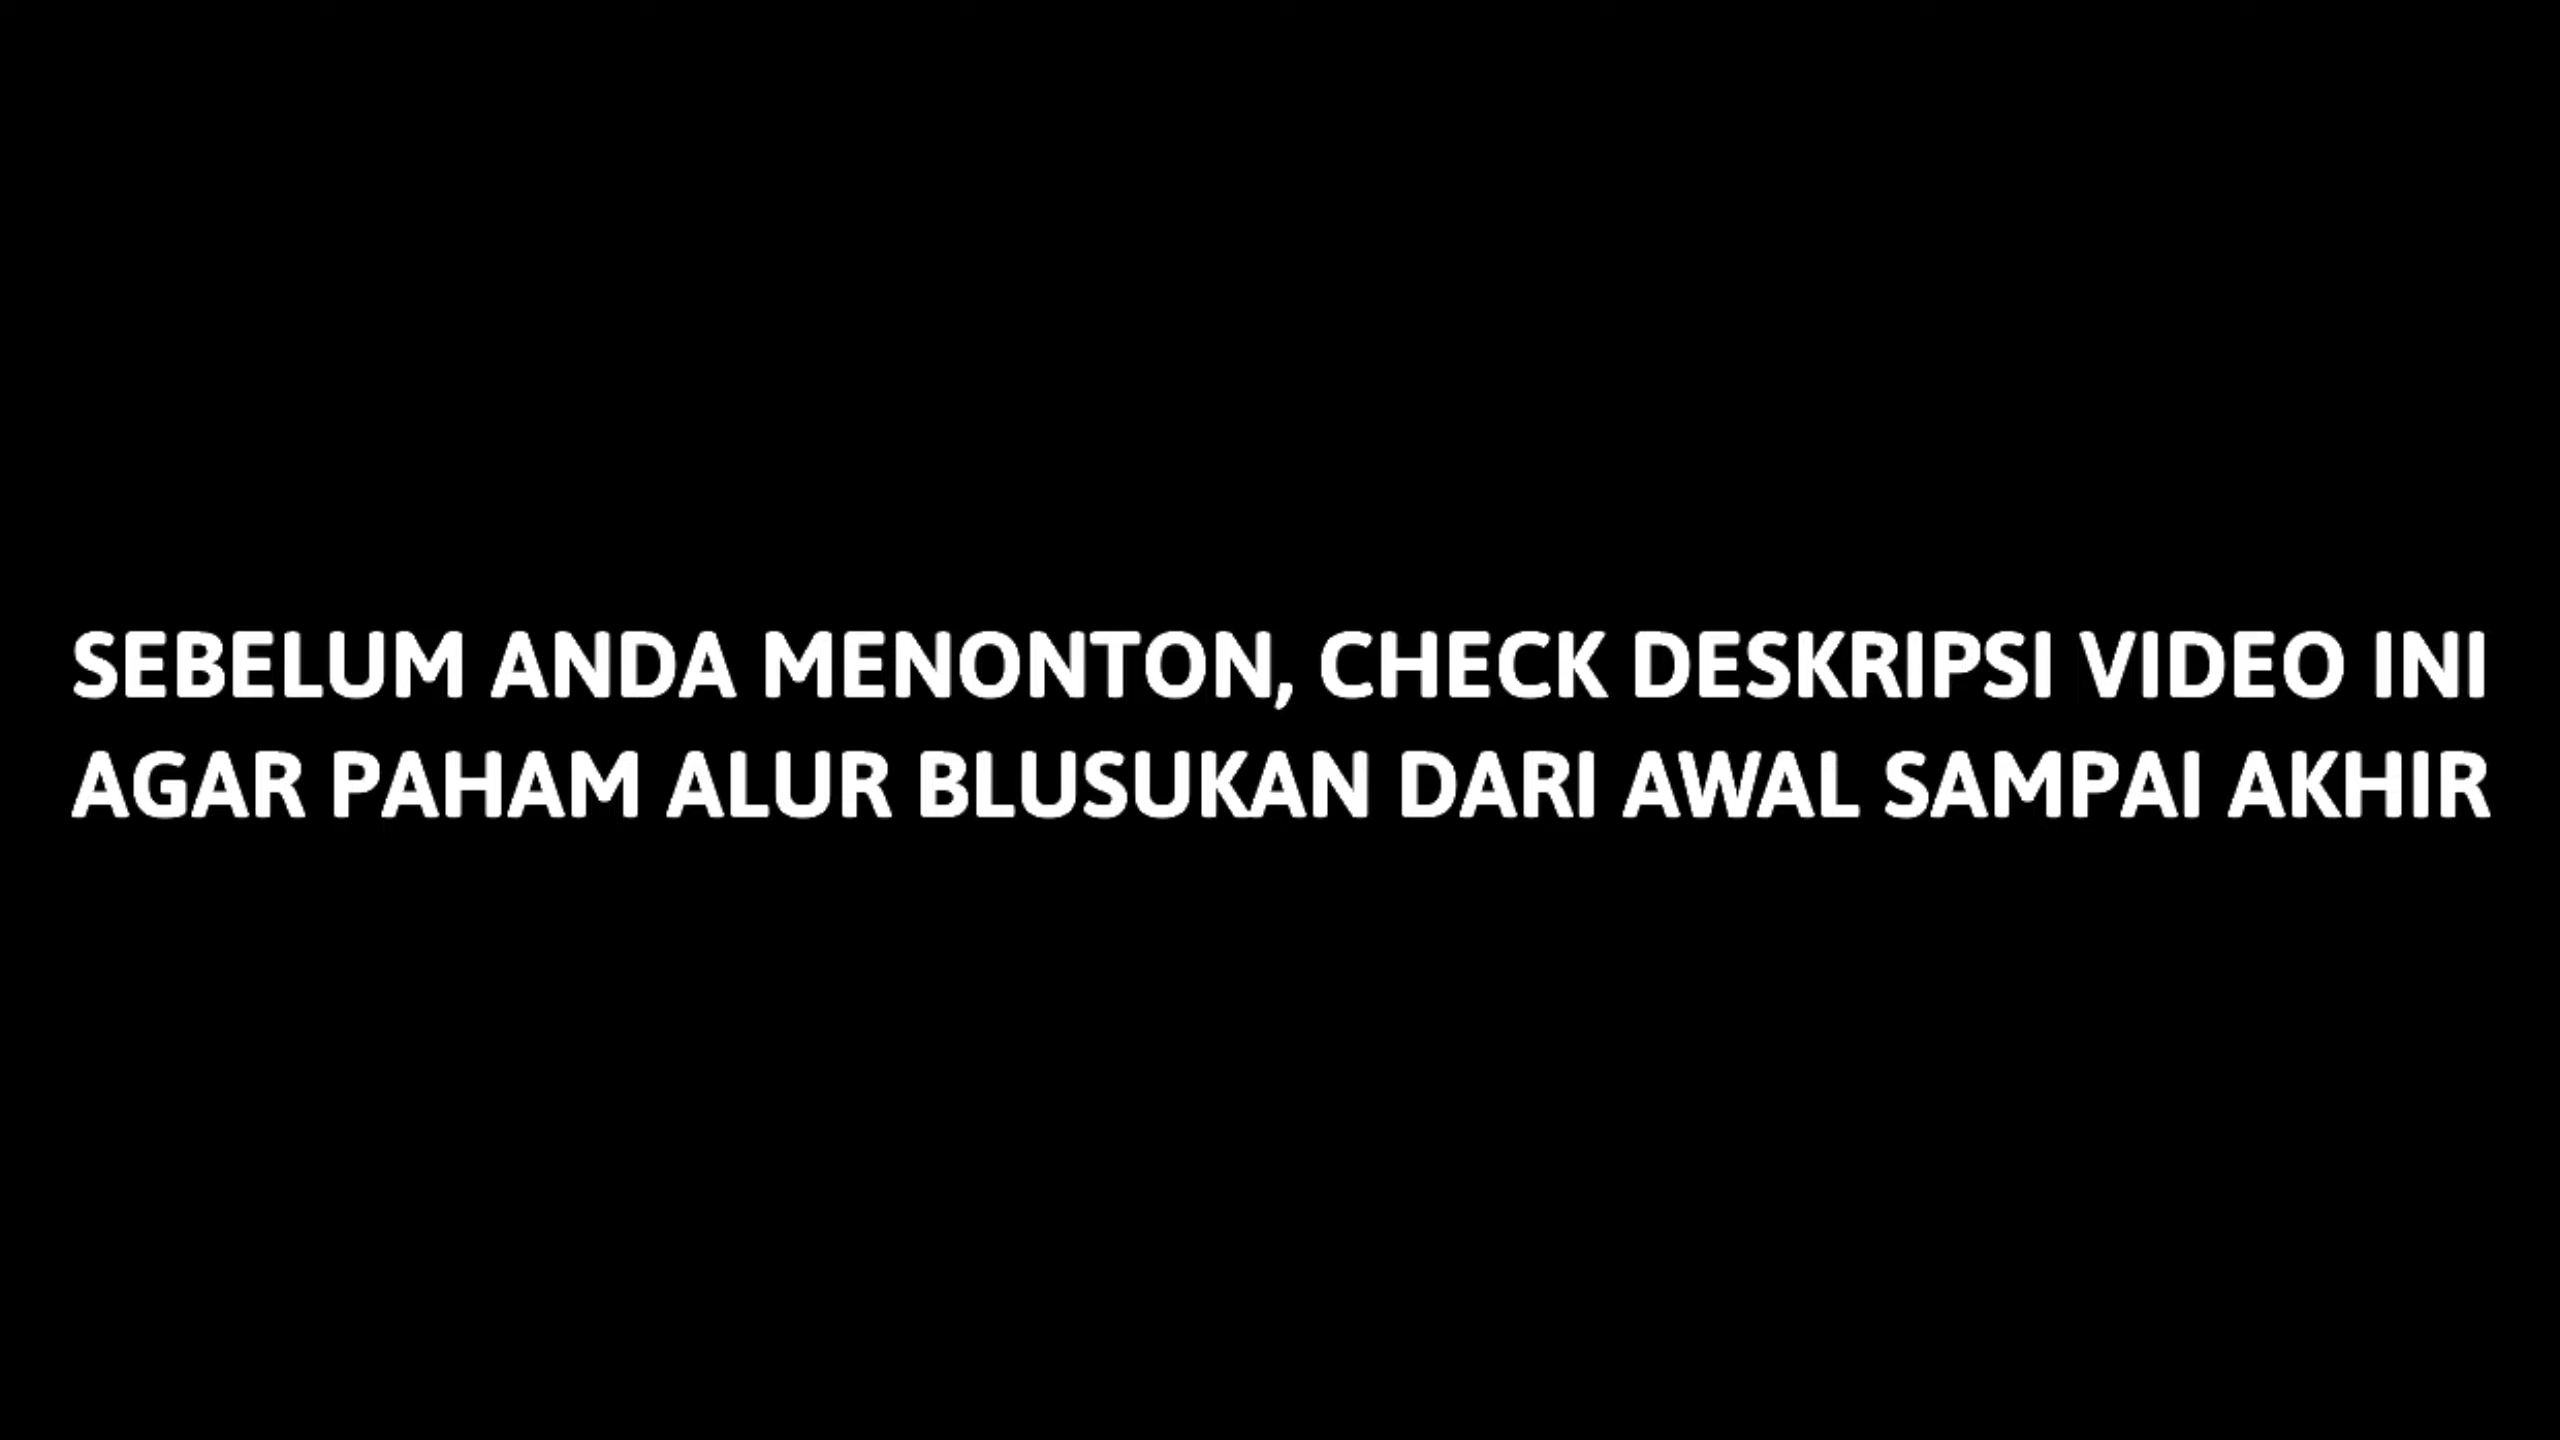 SEBELUM ANDA MENONTON, CHECK DESKRIPSI VIDEO INI
AGAR PAHAM ALUR BLUSUKAN DARI AWAL SAMPAI AKHIR